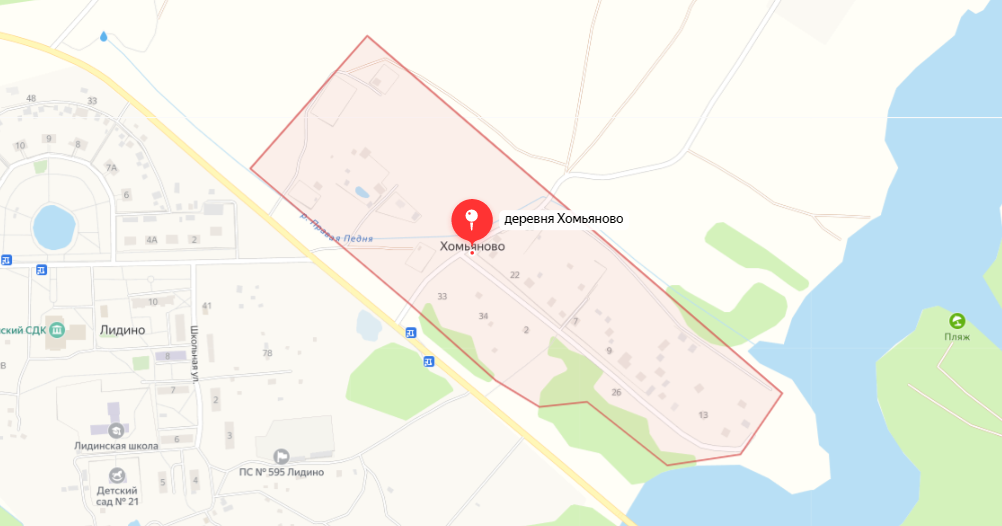 48
33
10
9
8
7А
6
4А
2
р. Правая Педня
деревня Хомьяново
Хомьяново
22
33
34
2
7
9
26
13
10
41
ский СДК
Лидино
Школьная ул.
8
7В
В
7
2
Лидинская школа
6
3
ПС № 595 Лидино
Детский
сад № 21
5
4
Пляж